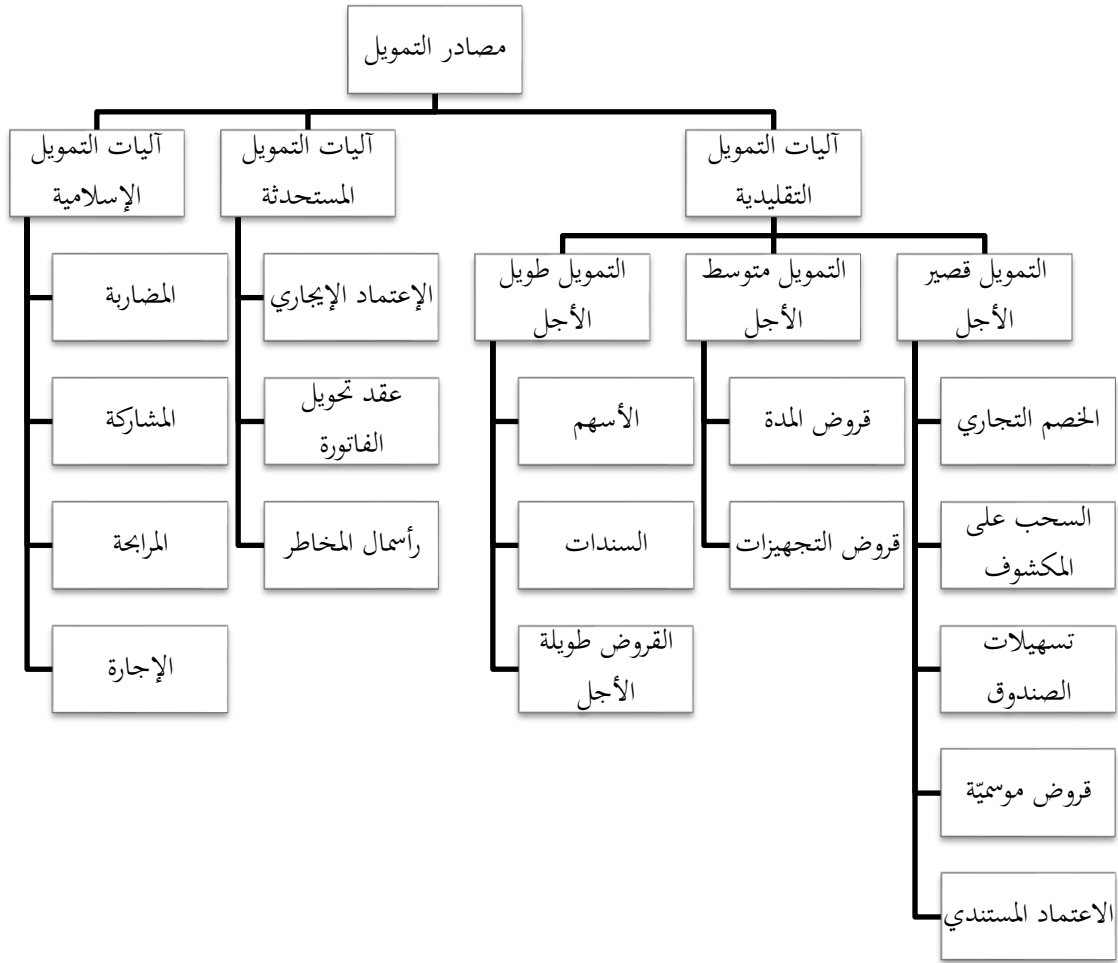 مصادر التمويل
آليات التمويل
التقليدية
التمويل قصير
الأجل
الخصم التجاري
السحب على
المكشوف
تسهيلات
الصندوق
قروض موسميّة
الاعتماد المستندي
التمويل متوسط
الأجل
قروض المدة
قروض التجهيزات
التمويل طويل
الأجل
الأسهم
السندات
القروض طويلة
الأجل
آليات التمويل
المستحدثة
الإعتماد الإيجاري
عقد تحويل
الفاتورة
رأسمال المخاطر
آليات التمويل
الإسلامية
المضاربة
المشاركة
المرابحة
الإجارة